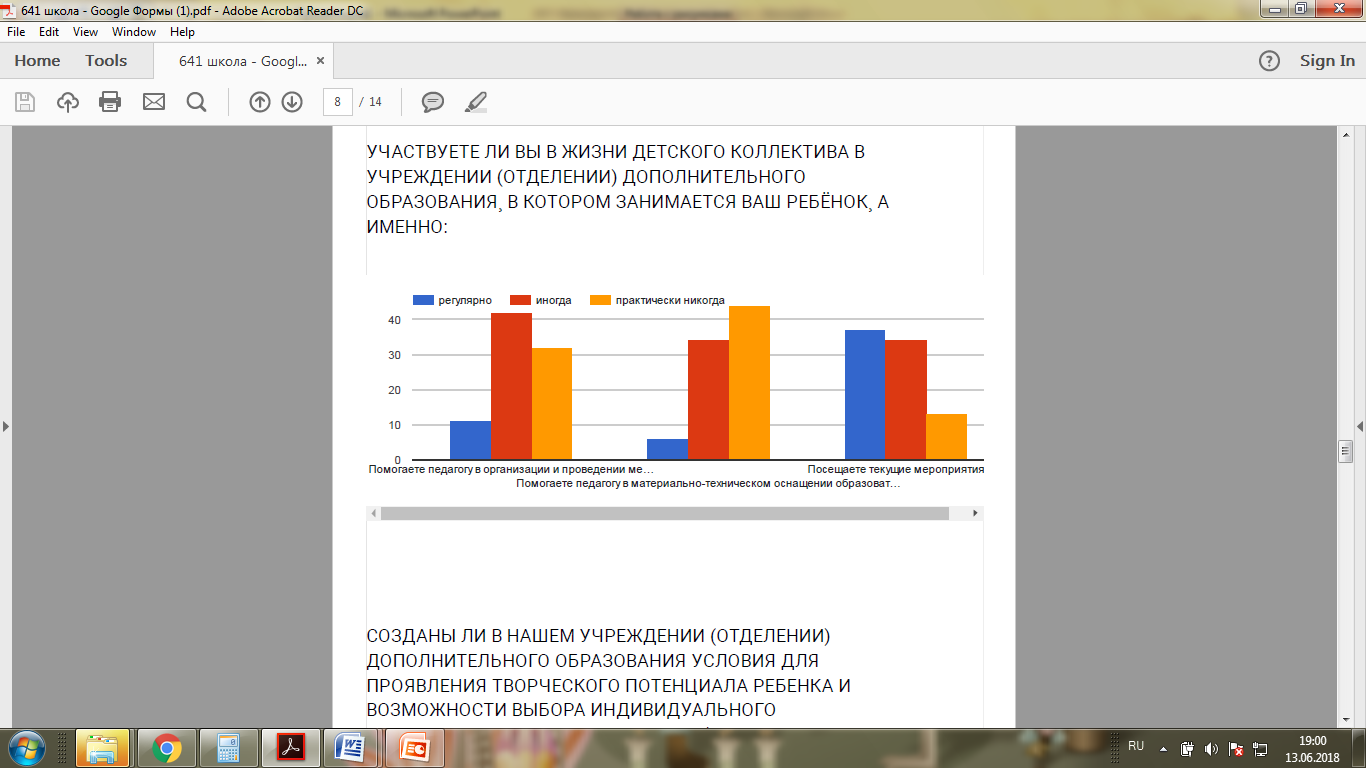 641 школа - Google Формы (1).pdf - Adobe Acrobat Reader DC
File Edit View Window Help
Home Tools 641 школа - Googl... × ? Sign In
8 / 14
УЧАСТВУЕТЕ ЛИ ВЫ В ЖИЗНИ ДЕТСКОГО КОЛЛЕКТИВА В
УЧРЕЖДЕНИИ (ОТДЕЛЕНИИ) ДОПОЛНИТЕЛЬНОГО
ОБРАЗОВАНИЯ, В КОТОРОМ ЗАНИМАЕТСЯ ВАШ РЕБЁНОК, А
ИМЕННО:
регулярно иногда практически никогда
40
30
20
10
0
Помогаете педагогу в организации и проведении ме… Посещаете текущие мероприятия
Помогаете педагогу в материально-техническом оснащении образоват…
СОЗДАНЫ ЛИ В НАШЕМ УЧРЕЖДЕНИИ (ОТДЕЛЕНИИ)
ДОПОЛНИТЕЛЬНОГО ОБРАЗОВАНИЯ УСЛОВИЯ ДЛЯ
ПРОЯВЛЕНИЯ ТВОРЧЕСКОГО ПОТЕНЦИАЛА РЕБЕНКА И
ВОЗМОЖНОСТИ ВЫБОРА ИНДИВИДУАЛЬНОГО
RU 19:00
13.06.2018